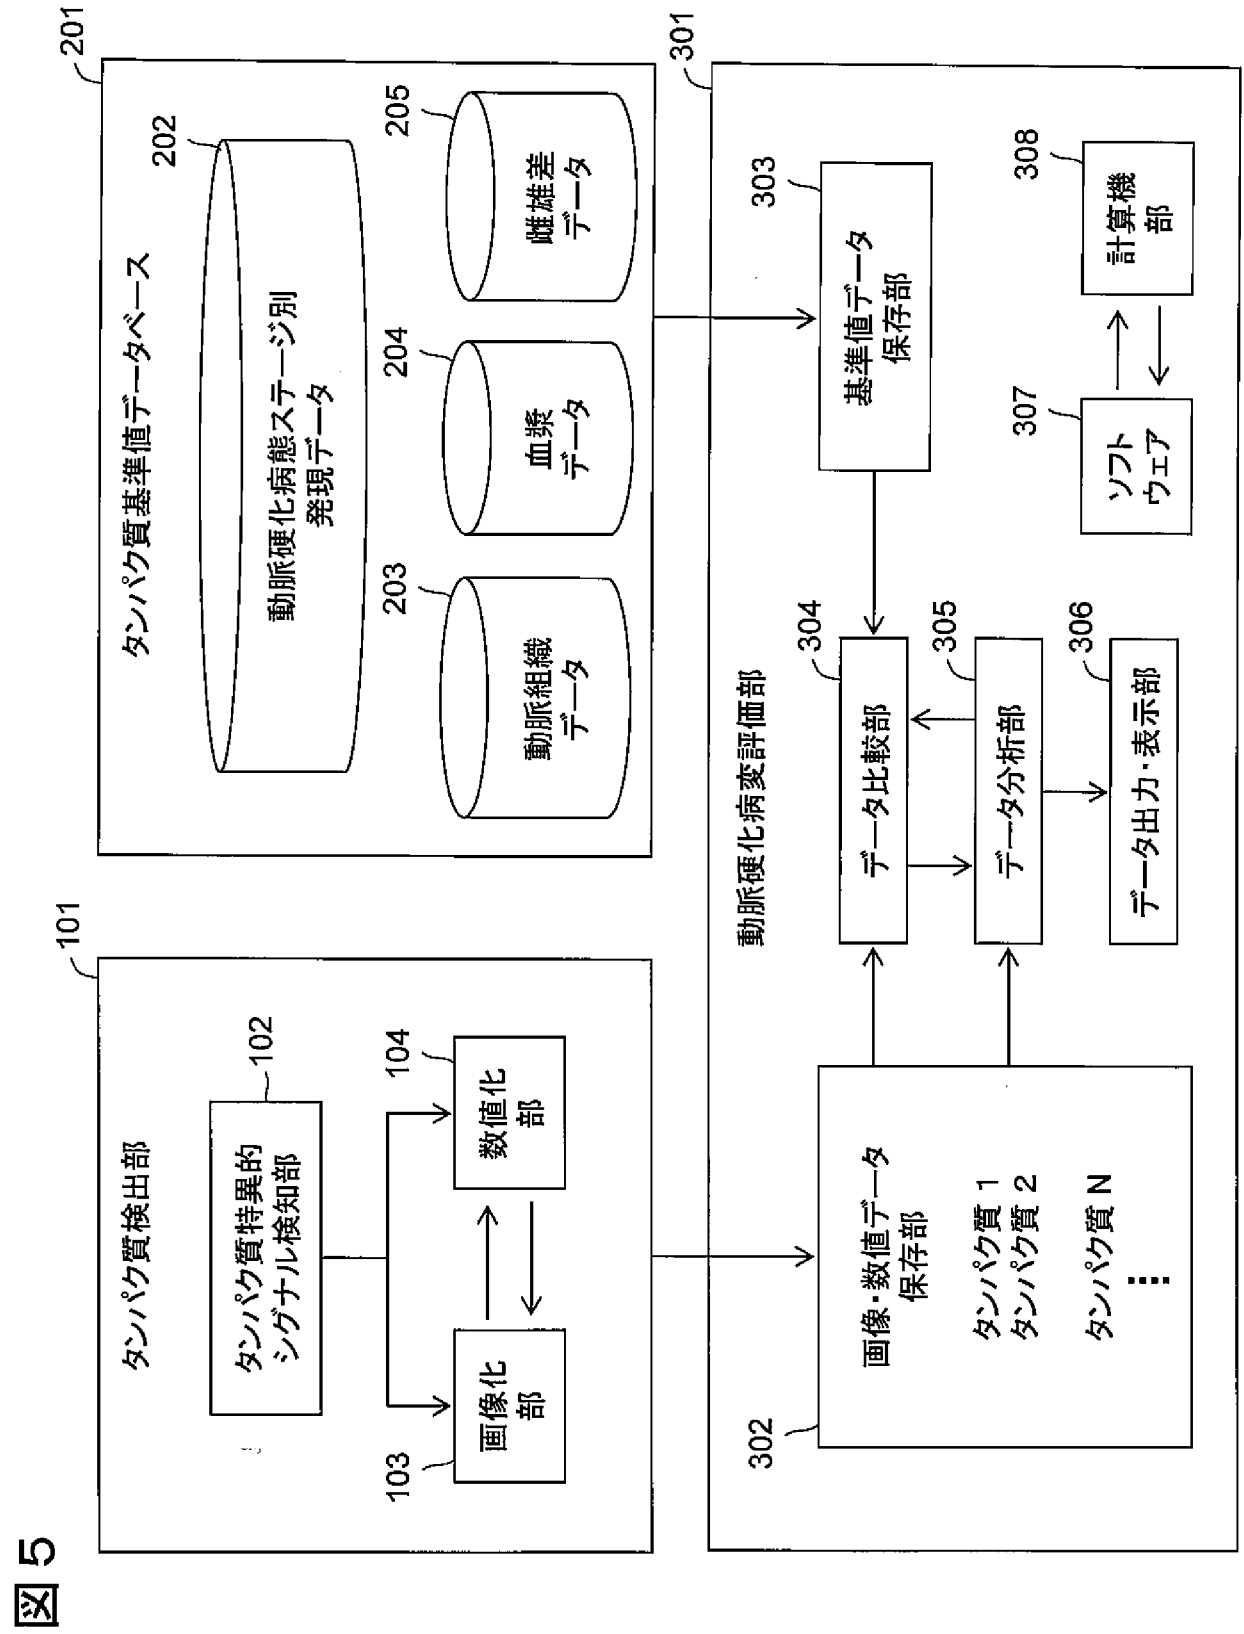 図5
タンパク質検出部
101
タンパク質特異的
シグナル検知部
102
画像化
部
103
数値化
部
104
タンパク質基準値データベース
201
動脈硬化病態ステージ別
発現データ
202
動脈組織
データ
203
血漿
データ
204
雌雄差
データ
205
動脈硬化病変評価部
301
画像・数値データ
保存部
タンパク質1
タンパク質2
タンパク質N
302
基準値データ
保存部
303
データ比較部
304
データ分析部
305
データ出力・表示部
306
ソフト
ウェア
307
計算機
部
308